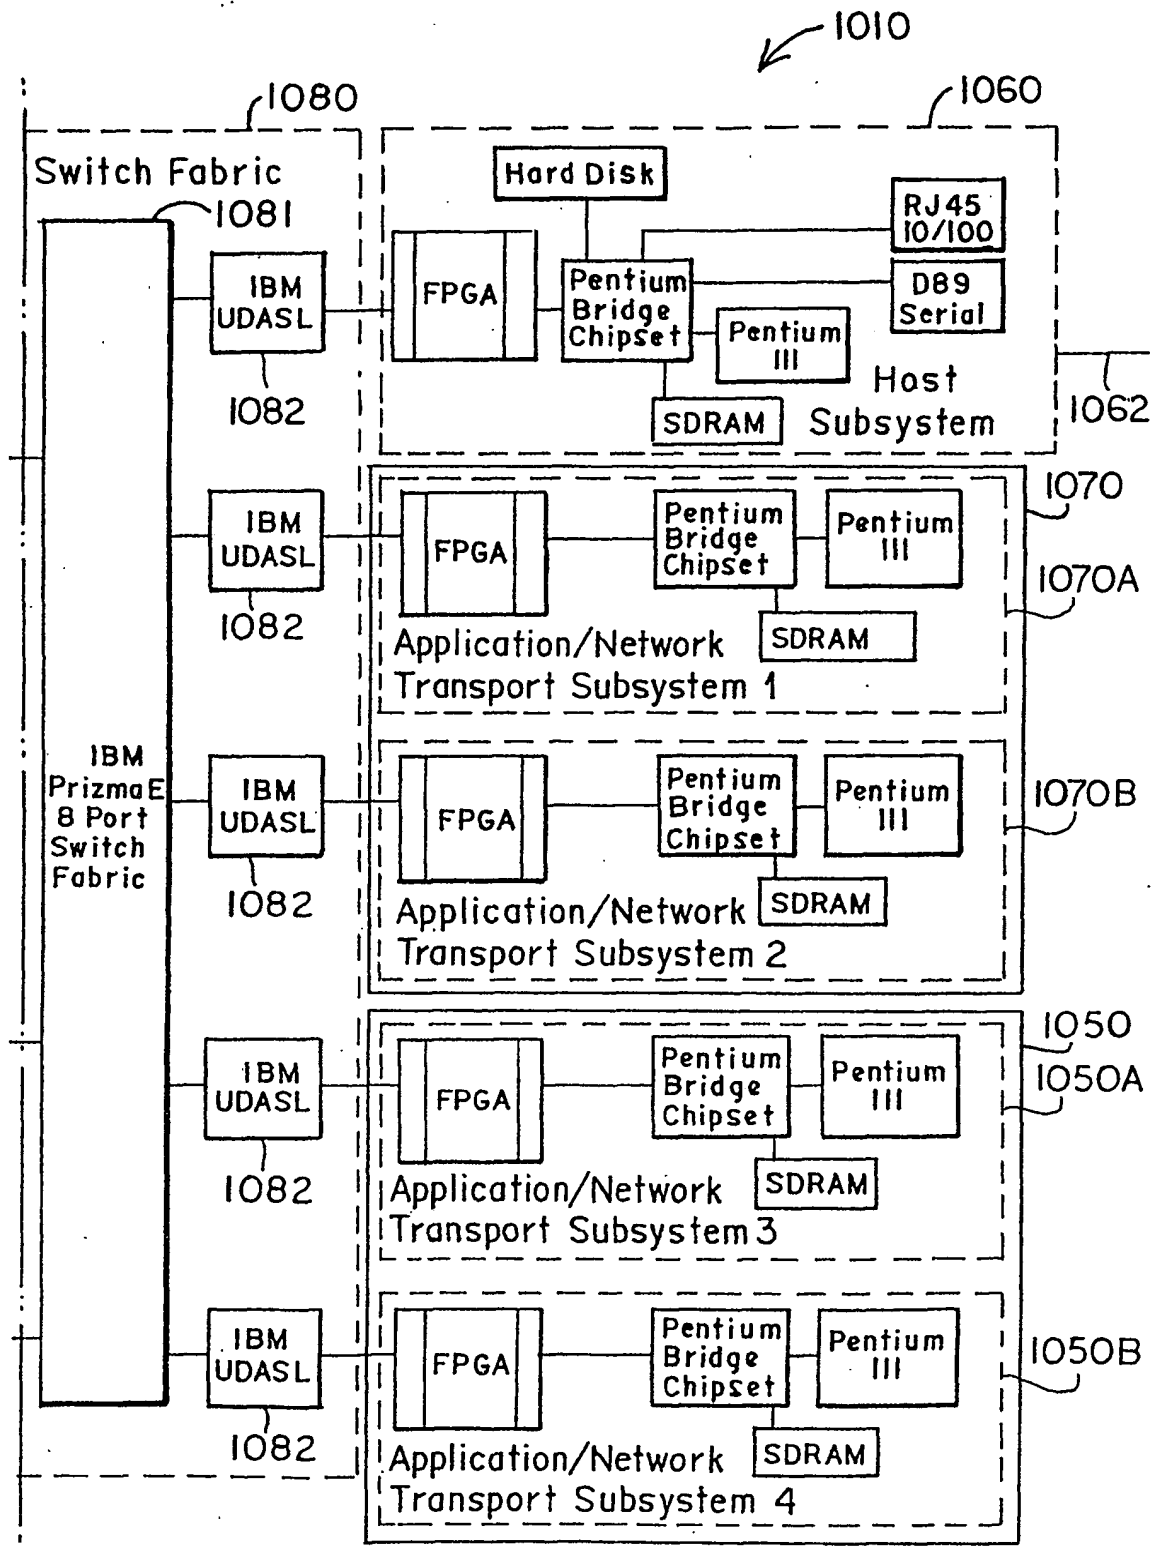 1010
1080
1060
Switch Fabric
1081
Hard Disk
RJ45
10/100
IBM
UDASL
FPGA
Pentium
Bridge
Chipset
D89
Serial
Pentium
III
1082
SDRAM
Host
Subsystem
1062
1070
IBM
UDASL
FPGA
Pentium
Bridge
Chipset
Pentium
III
1070A
1082
SDRAM
Application/Network
Transport Subsystem 1
IBM
Prizma E
8 Port
Switch
Fabric
IBM
UDASL
FPGA
Pentium
Bridge
Chipset
Pentium
III
1070B
1082
SDRAM
Application/Network
Transport Subsystem 2
1050
IBM
UDASL
FPGA
Pentium
Bridge
Chipset
Pentium
III
1050A
1082
SDRAM
Application/Network
Transport Subsystem 3
IBM
UDASL
FPGA
Pentium
Bridge
Chipset
Pentium
III
1050B
1082
SDRAM
Application/Network
Transport Subsystem 4